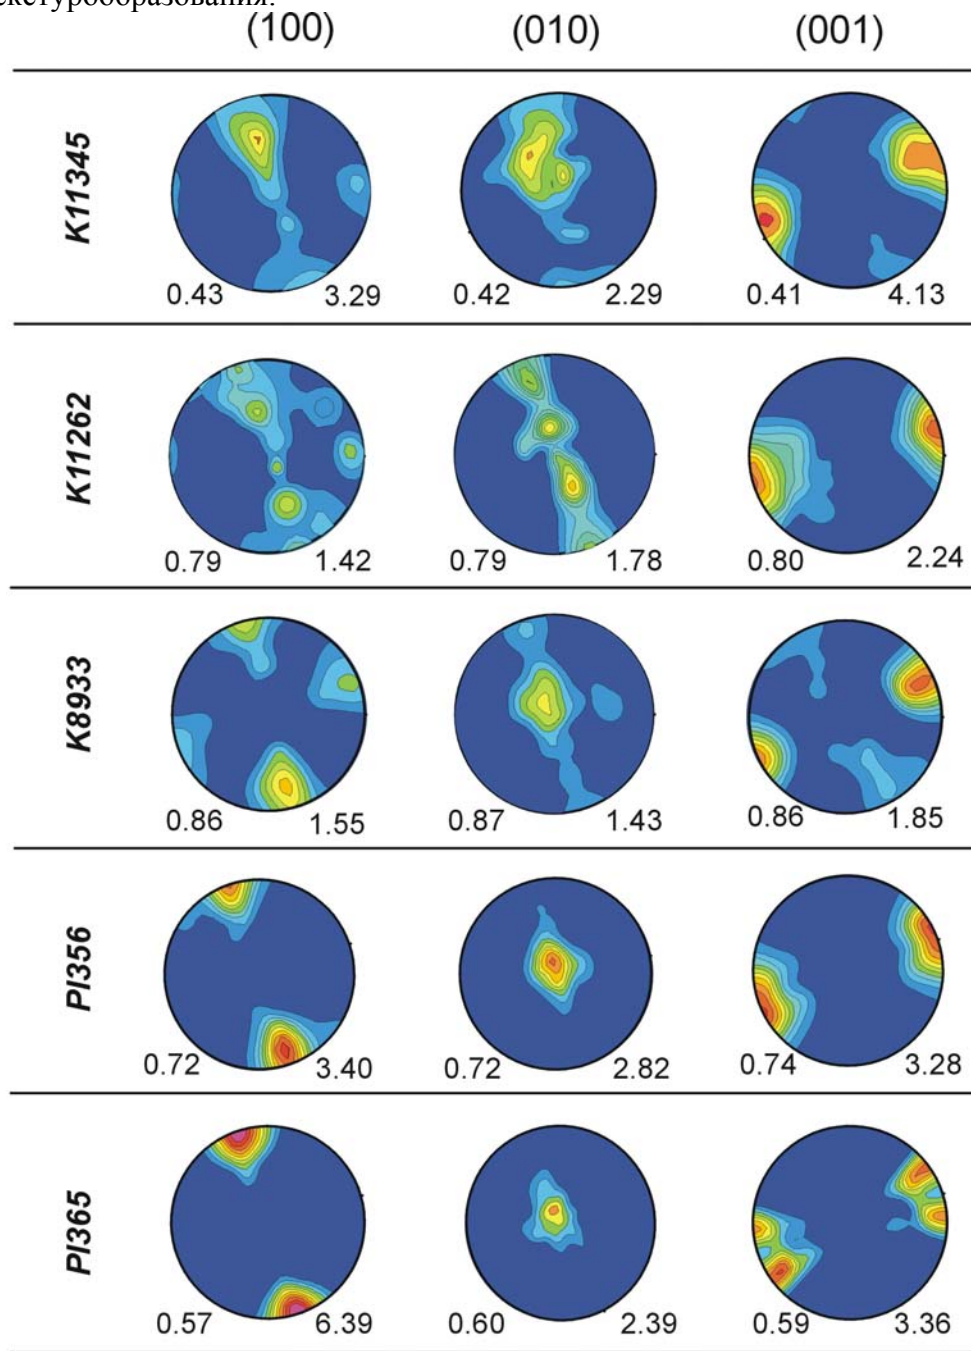 екстурообразования.
(100) (010) (001)
K11345
0.43 3.29 0.42 2.29 0.41 4.13
K11262
0.79 1.42 0.79 1.78 0.80 2.24
K8933
0.86 1.55 0.87 1.43 0.86 1.85
PI356
0.72 3.40 0.72 2.82 0.74 3.28
PI365
0.57 6.39 0.60 2.39 0.59 3.36